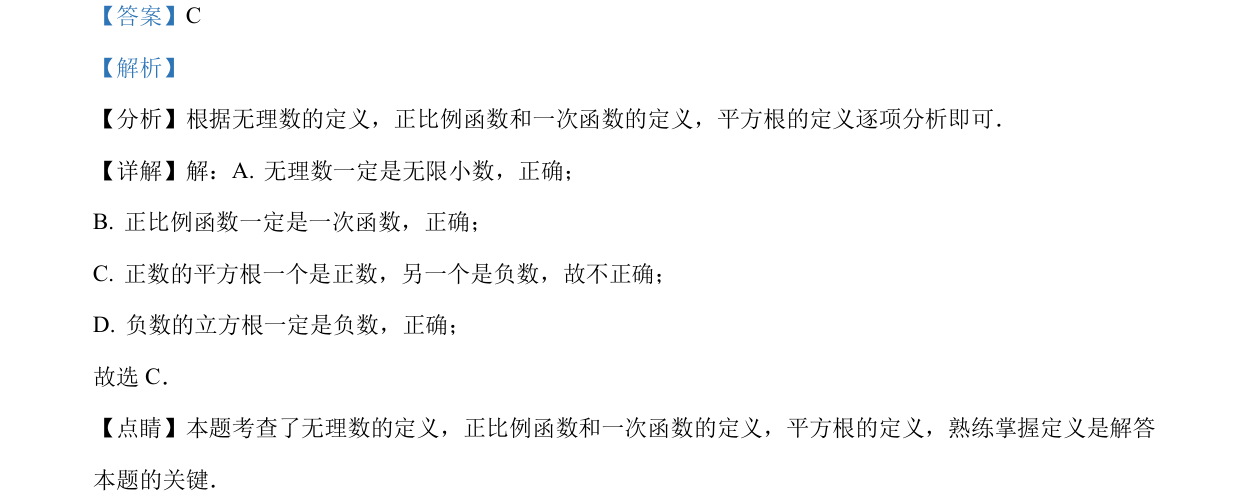 【答案】C
【解析】
【分析】根据无理数的定义，正比例函数和一次函数的定义，平方根的定义逐项分析即可．
【详解】解：A. 无理数一定是无限小数，正确；
B. 正比例函数一定是一次函数，正确；
C. 正数的平方根一个是正数，另一个是负数，故不正确；
D. 负数的立方根一定是负数，正确；
故选 C．
【点睛】本题考查了无理数的定义，正比例函数和一次函数的定义，平方根的定义，熟练掌握定义是解答
本题的关键．